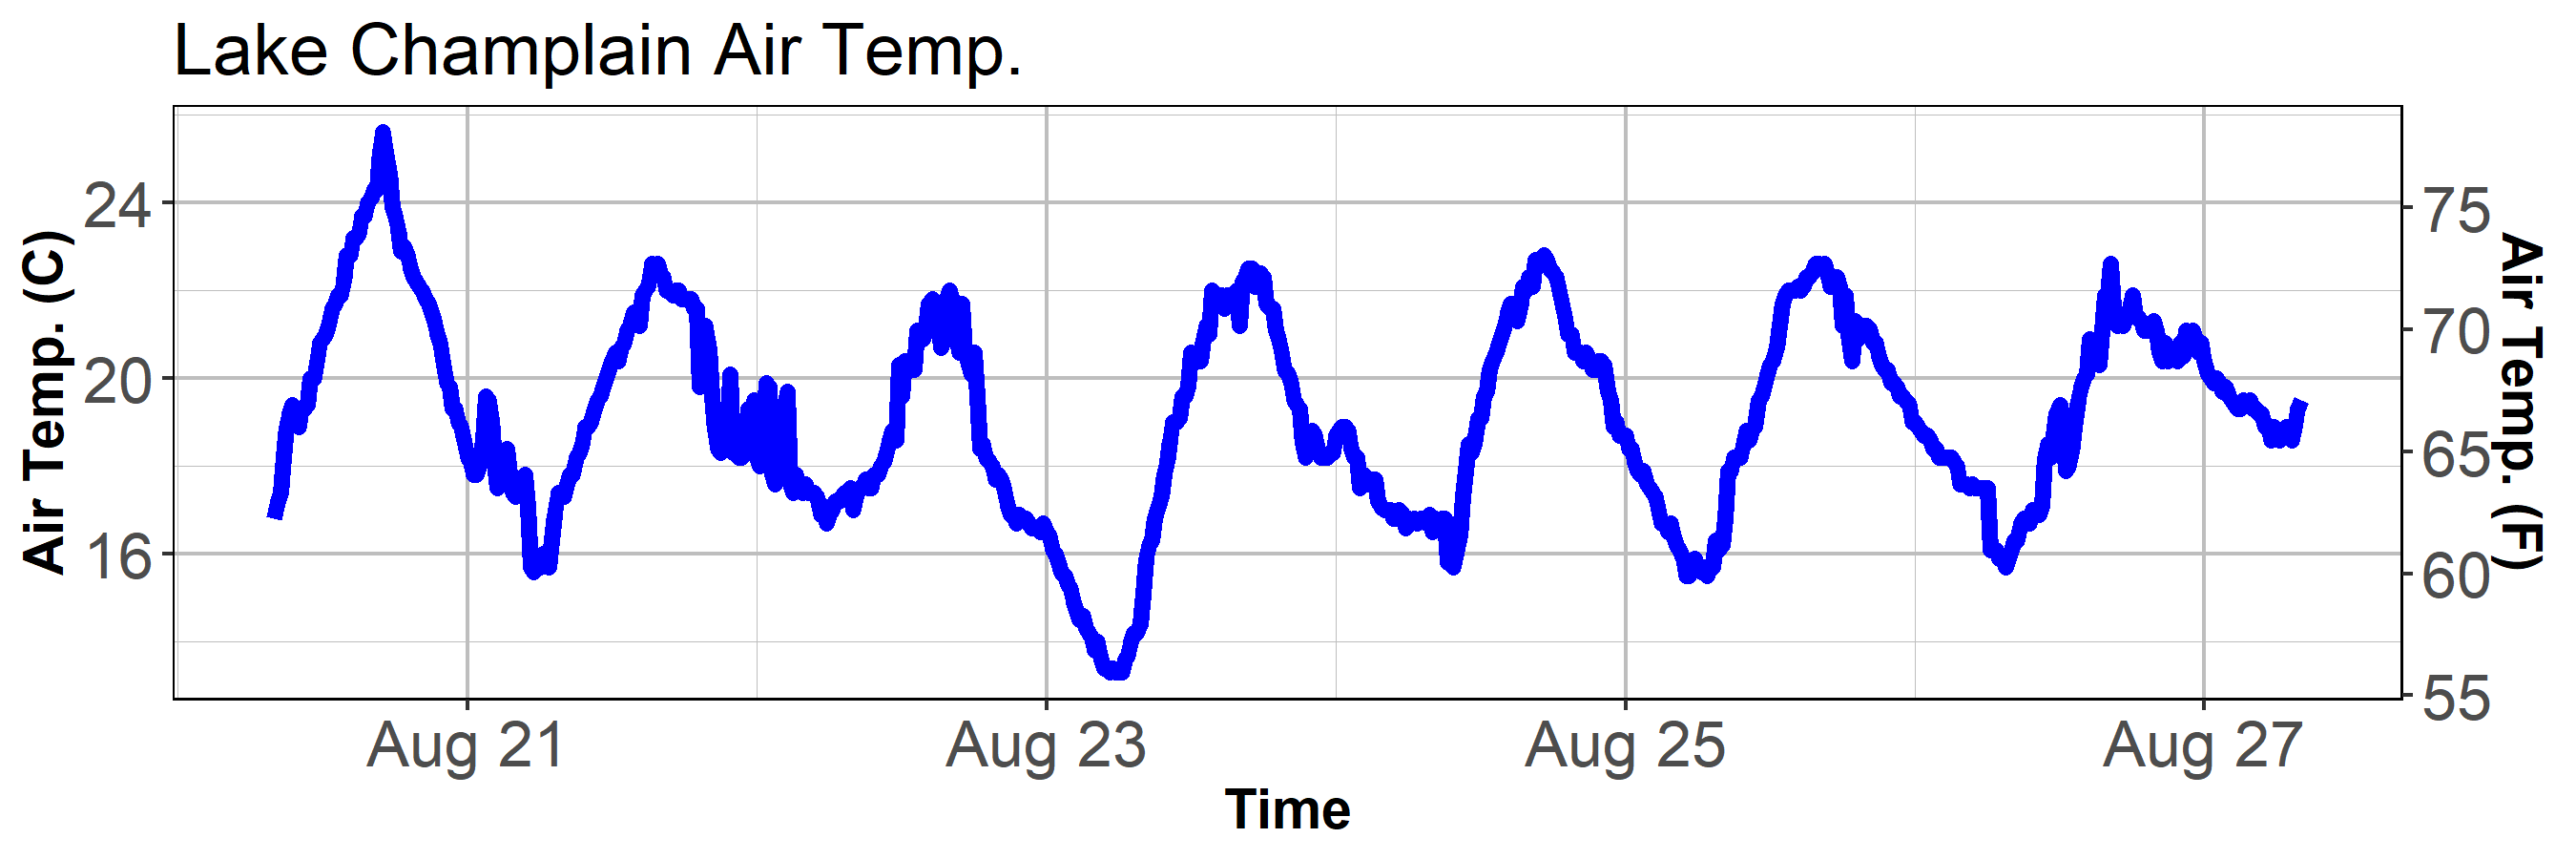 Lake Champlain Air Temp.
Air Temp. (C)
24
20
16
75
70
65
60
55
Air Temp. (F)
Aug 21 Aug 23 Aug 25 Aug 27
Time